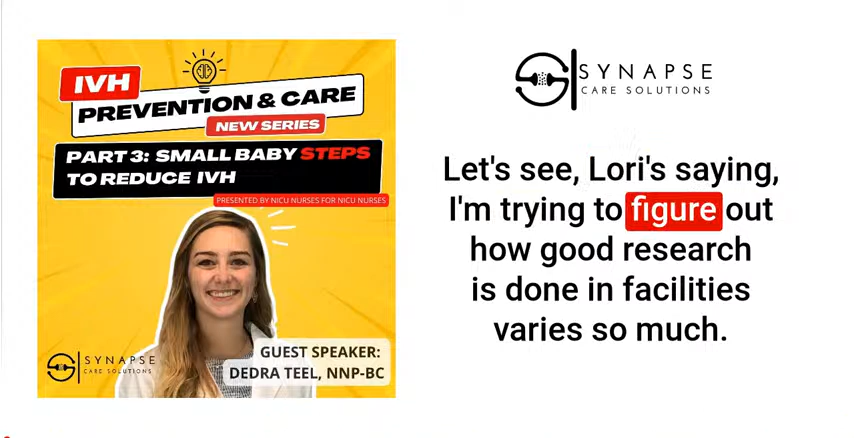 IVH
PREVENTION & CARE
NEW SERIES
PART 3: SMALL BABY STEPS
TO REDUCE IVH
PRESENTED BY NICU NURSES FOR NICU NURSES
SYNAPSE
CARE SOLUTIONS
GUEST SPEAKER:
DEDRA TEEL, NNP-BC
SYNAPSE
CARE SOLUTIONS
Let's see, Lori's saying,
I'm trying to figure out
how good research
is done in facilities
varies so much.